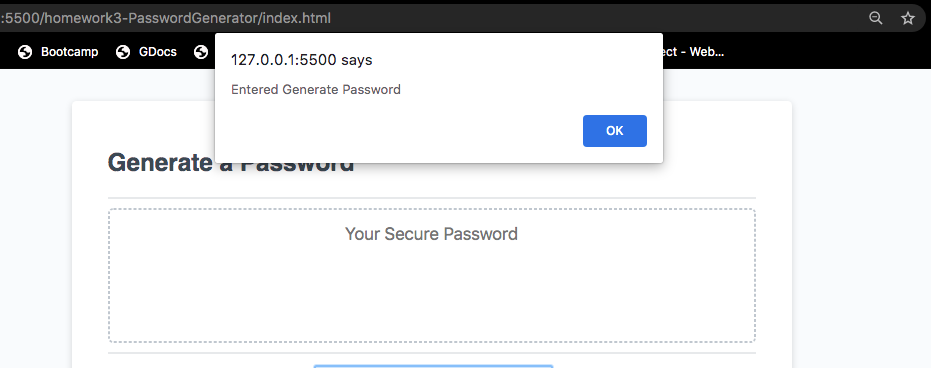 :5500/homework3-PasswordGenerator/index.html
Bootcamp GDocs ect - Web...
127.0.0.1:5500 says
Entered Generate Password
OK
Generate a Password
Your Secure Password